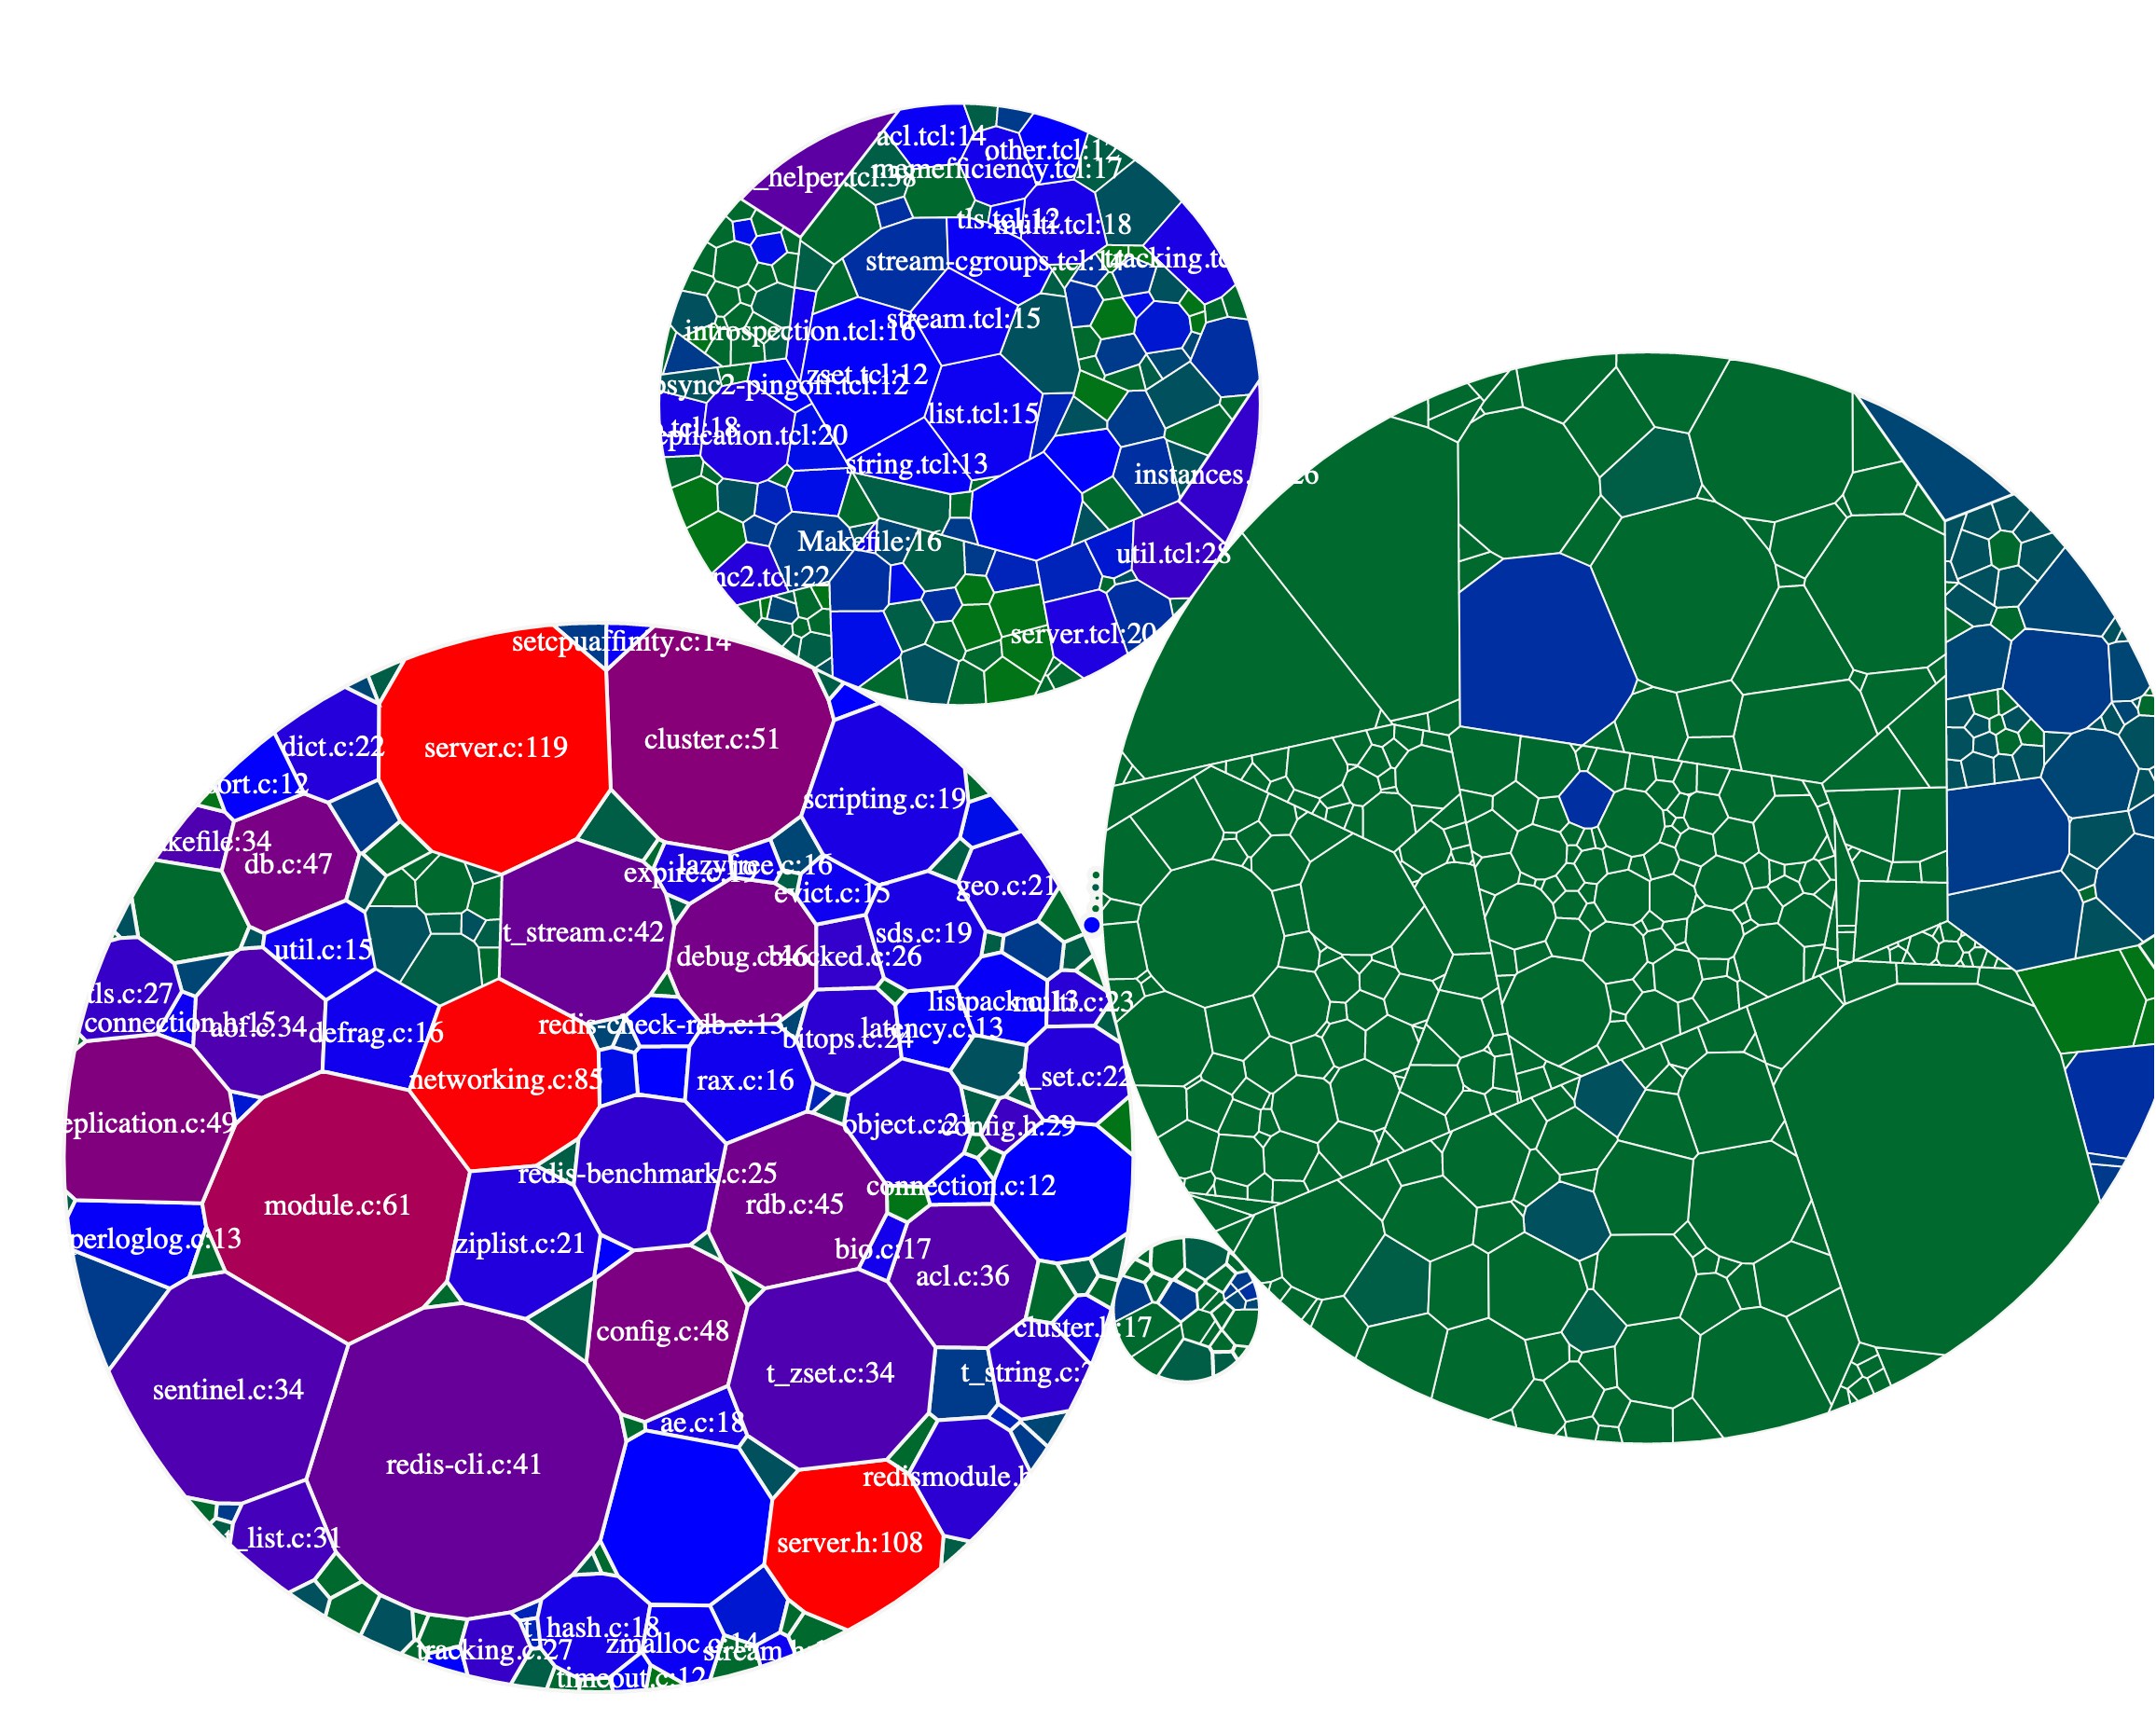 acl.tcl:14
other.tcl:12
memefficiency.tcl:17
_helper.tcl:38
tls.tcl:12
multi.tcl:18
stream-cgroups.tcl:14
tracking.tc
stream.tcl:15
introspection.tcl:16
zset.tcl:12
psync2-pingoff.tcl:12
list.tcl:15
.tcl:18
eplication.tcl:20
string.tcl:13
instances.
26
Makefile:16
util.tcl:28
nc2.tcl:22
server.tcl:20
setcpuaffinity.c:14
dict.c:22
server.c:119
cluster.c:51
ort.c:12
scripting.c:19
kefile:34
db.c:47
lazyfree.c:16
expire.c:19
evict.c:15
geo.c:21
t_stream.c:42
sds.c:19
util.c:15
debug.c:46
blocked.c:26
tls.c:27
listpack.c:13
multi.c:23
connection.h:15
aof.c:34
defrag.c:16
redis-check-rdb.c:13
bitops.c:24
latency.c:13
networking.c:85
rax.c:16
t_set.c:22
eplication.c:49
object.c:21
config.h:29
redis-benchmark.c:25
connection.c:12
module.c:61
rdb.c:45
perloglog.c:13
ziplist.c:21
bio.c:17
acl.c:36
config.c:48
cluster.h:17
sentinel.c:34
t_zset.c:34
t_string.c:
ae.c:18
redis-cli.c:41
redismodule.h
_list.c:31
server.h:108
t_hash.c:18
zmalloc.c:14
tracking.c:27
stream.h
timeout.c:12